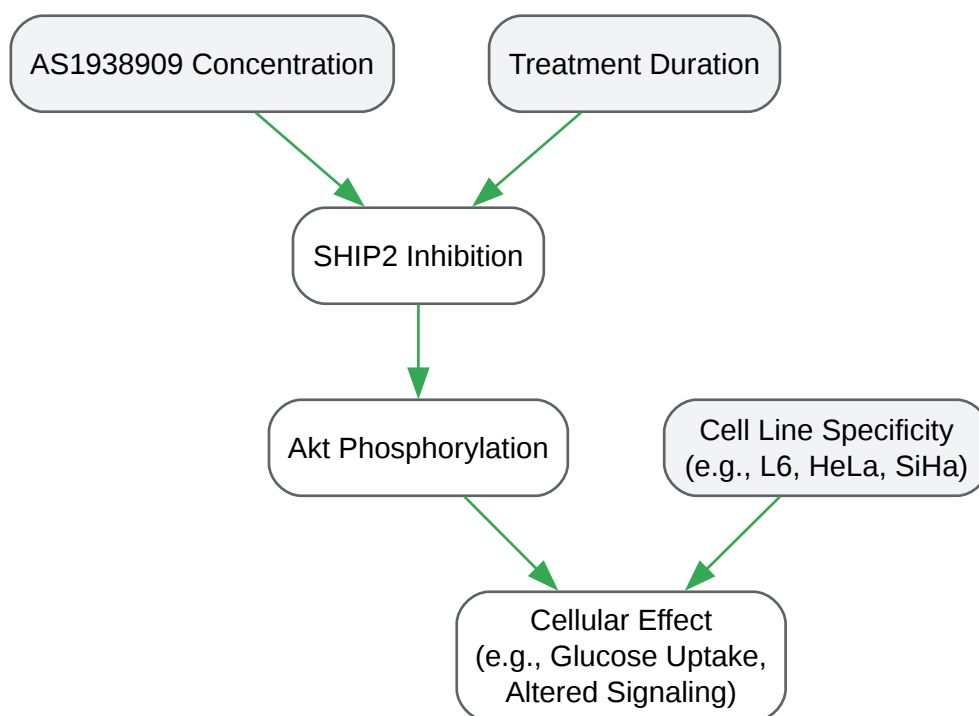 AS1938909 Concentration
Treatment Duration
SHIP2 Inhibition
Akt Phosphorylation
Cell Line Specificity
(e.g., L6, HeLa, SiHa)
Cellular Effect
(e.g., Glucose Uptake,
Altered Signaling)